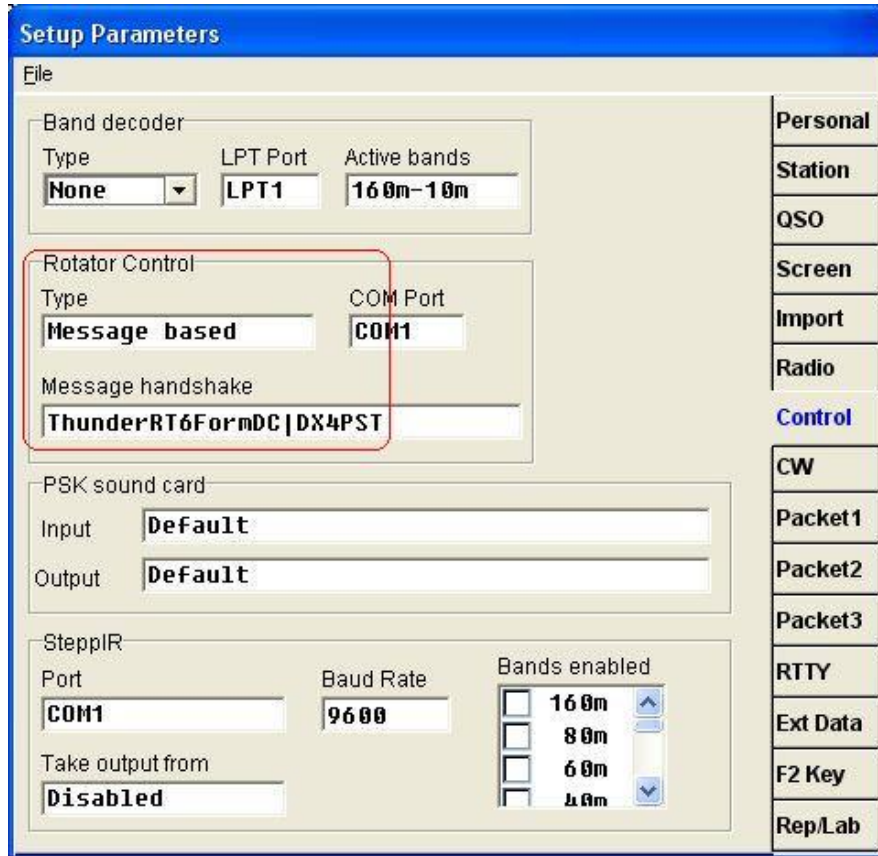 Setup Parameters
File
Band decoder
Type LPT Port Active bands
None LPT1 160m-10m
Rotator Control
Type COM Port
Message based COM1
Message handshake
ThunderRT6FormDC|DX4PST
PSK sound card
Input Default
Output Default
SteppIR
Port Baud Rate Bands enabled
COM1 9600
160m
80m
60m
40m
Take output from
Disabled
Personal
Station
QSO
Screen
Import
Radio
Control
CW
Packet1
Packet2
Packet3
RTTY
Ext Data
F2 Key
Rep/Lab